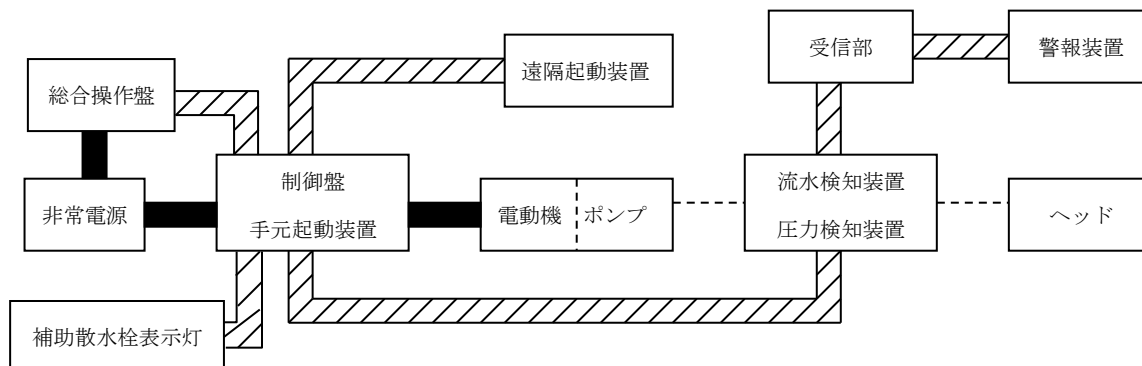 受信部
警報装置
遠隔起動装置
総合操作盤
制御盤
手元起動装置
流水検知装置
圧力検知装置
非常電源
電動機
ポンプ
ヘッド
補助散水栓表示灯